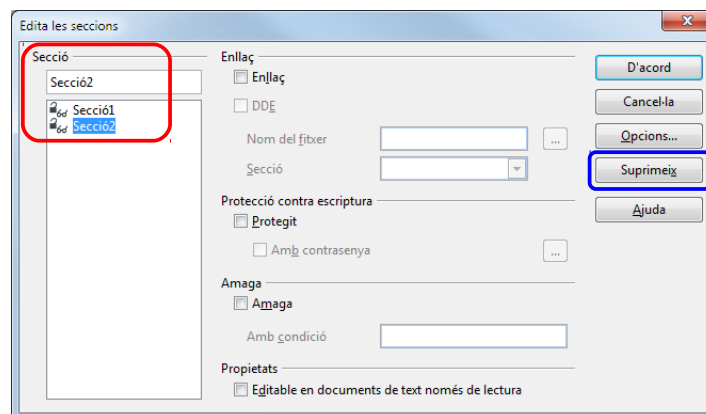 Edita les seccions
x
Secció
Secció2
Secció1
Secció2
Enllaç
Enllaç
DDE
Nom del fitxer
...
Secció
Protecció contra escriptura
Protegit
Amb contrasenya
...
Amaga
Amaga
Amb condició
Propietats
Editable en documents de text només de lectura
D'acord
Cancel·la
Opcions...
Suprimeix
Ajuda